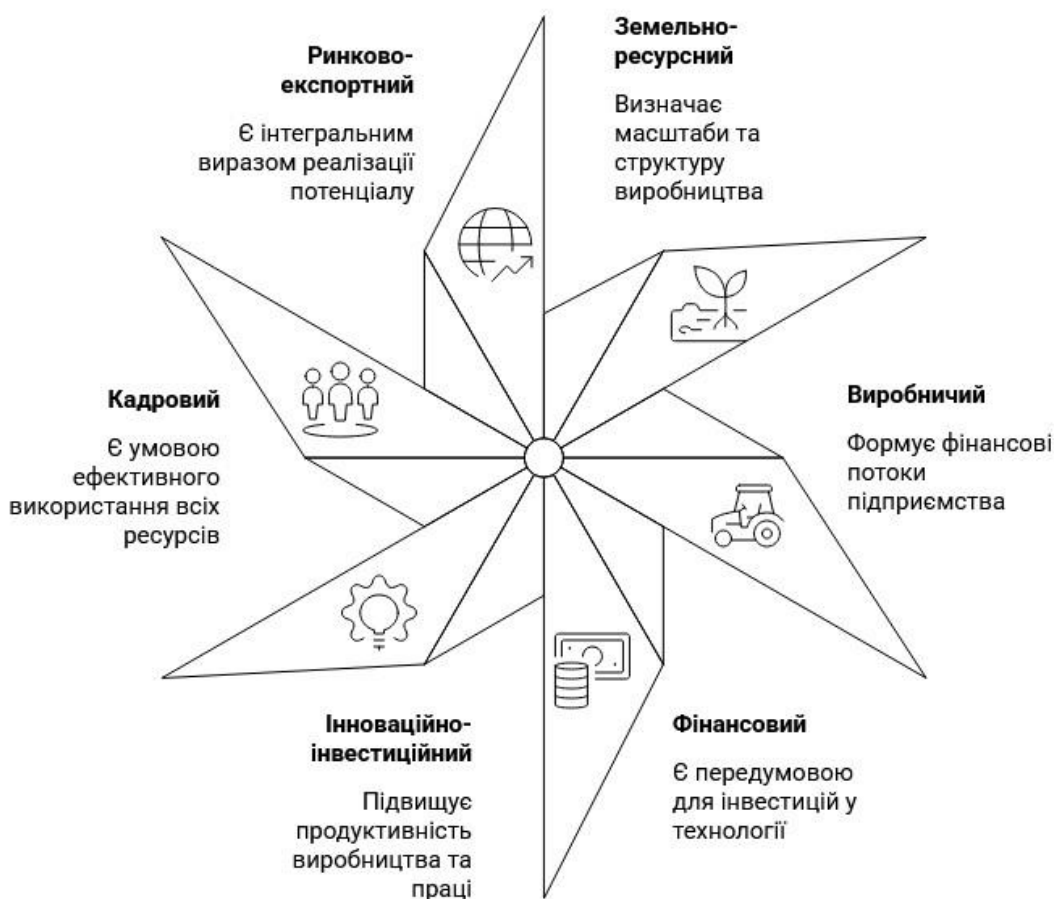 Ринково-
експортний
Є інтегральним
виразом реалізації
потенціалу
Земельно-
ресурсний
Визначає
масштаби та
структуру
виробництва
Кадровий
Є умовою
ефективного
використання всіх
ресурсів
Виробничий
Формує фінансові
потоки
підприємства
Інноваційно-
інвестиційний
Підвищує
продуктивність
виробництва та
праці
Фінансовий
Є передумовою
для інвестицій у
технології